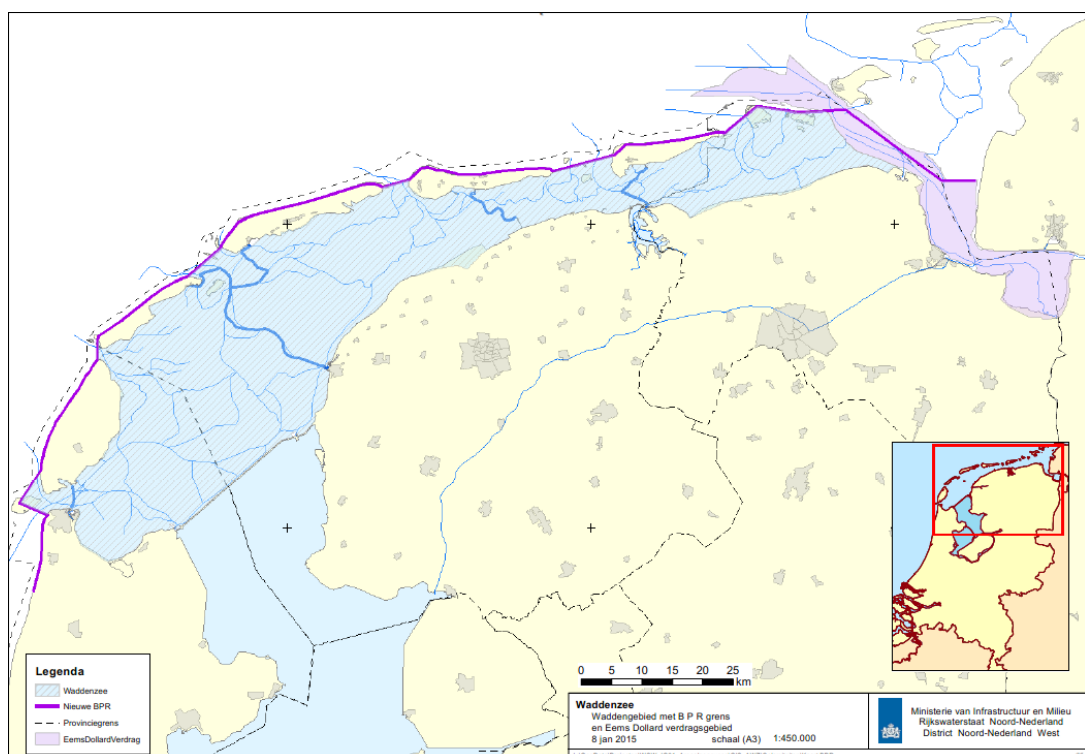 Legenda
Waddenzee
Nieuwe BPR
Provinciegrens
EemsDollardVerdrag
0 5 10 15 20 25
km
Waddenzee
Waddengebied met B P R grens
en Eems Dollard verdragsgebied
8 jan 2015 schaal (A3) 1:450.000
Ministerie van Infrastructuur en Milieu
Rijkswaterstaat Noord-Nederland
District Noord-Nederland West